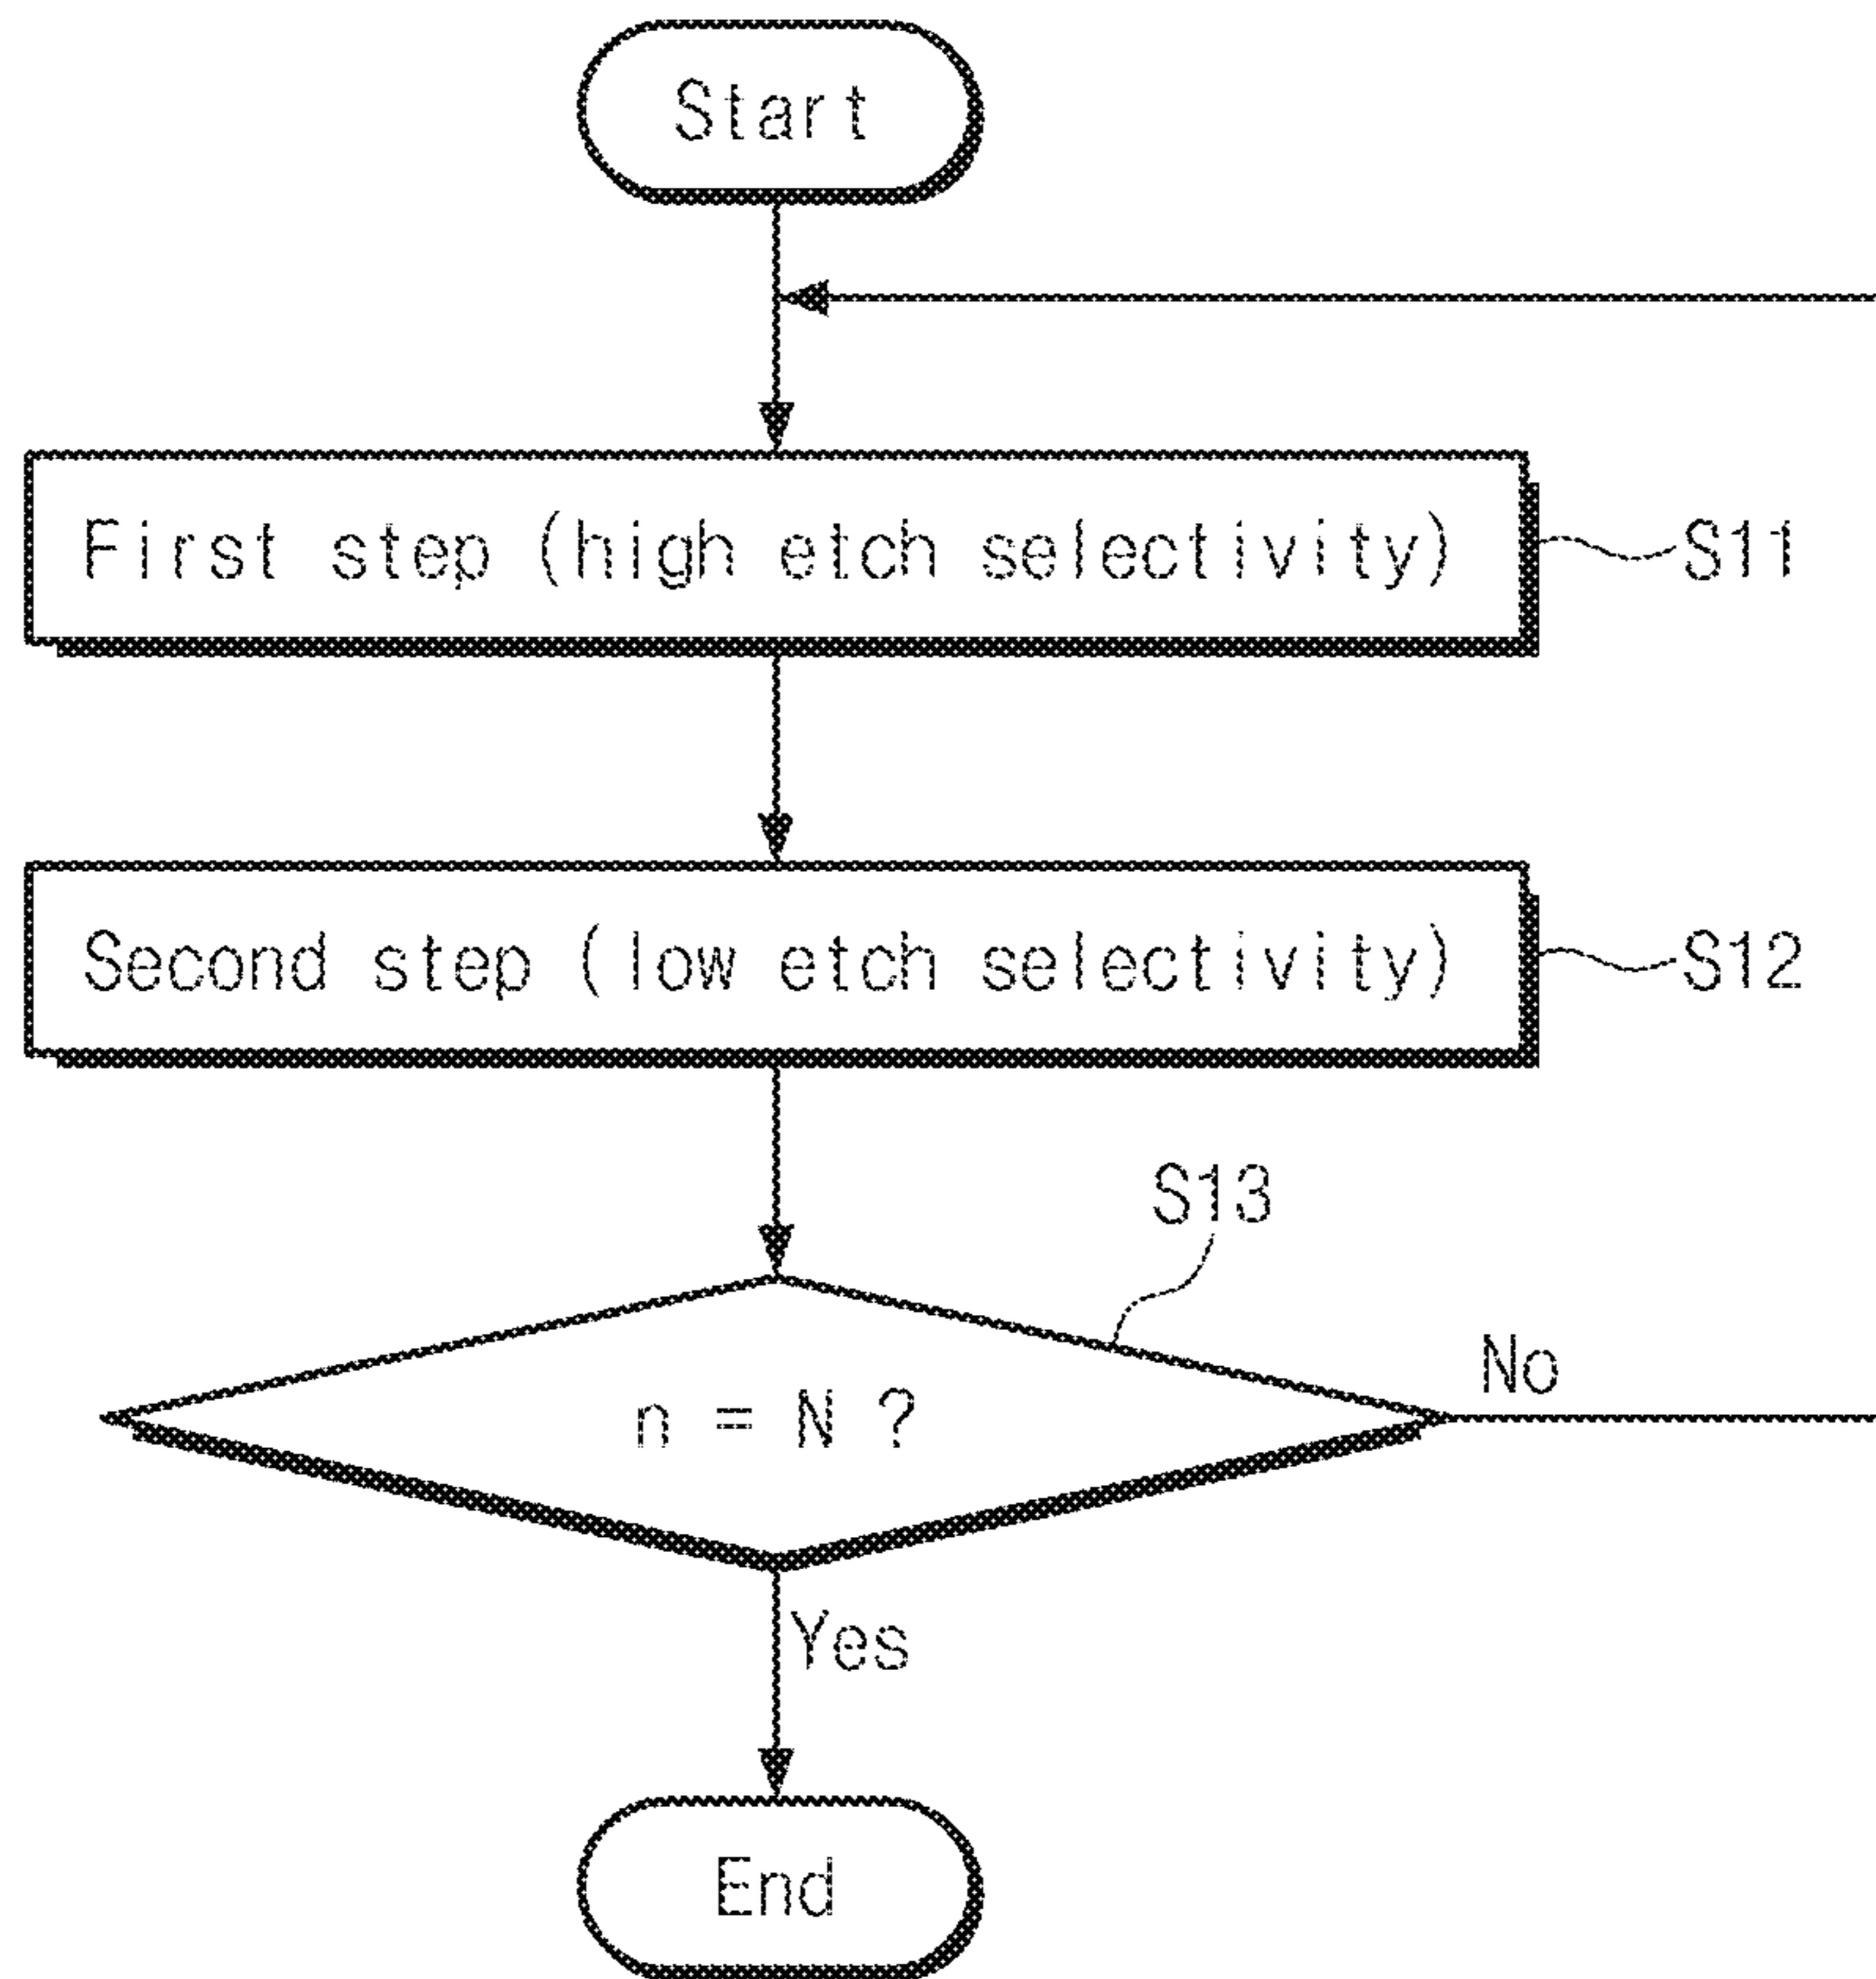 Start
First step (high etch selectivity)
S11
Second step (low etch selectivity)
S12
S13
n = N ?
No
Yes
End